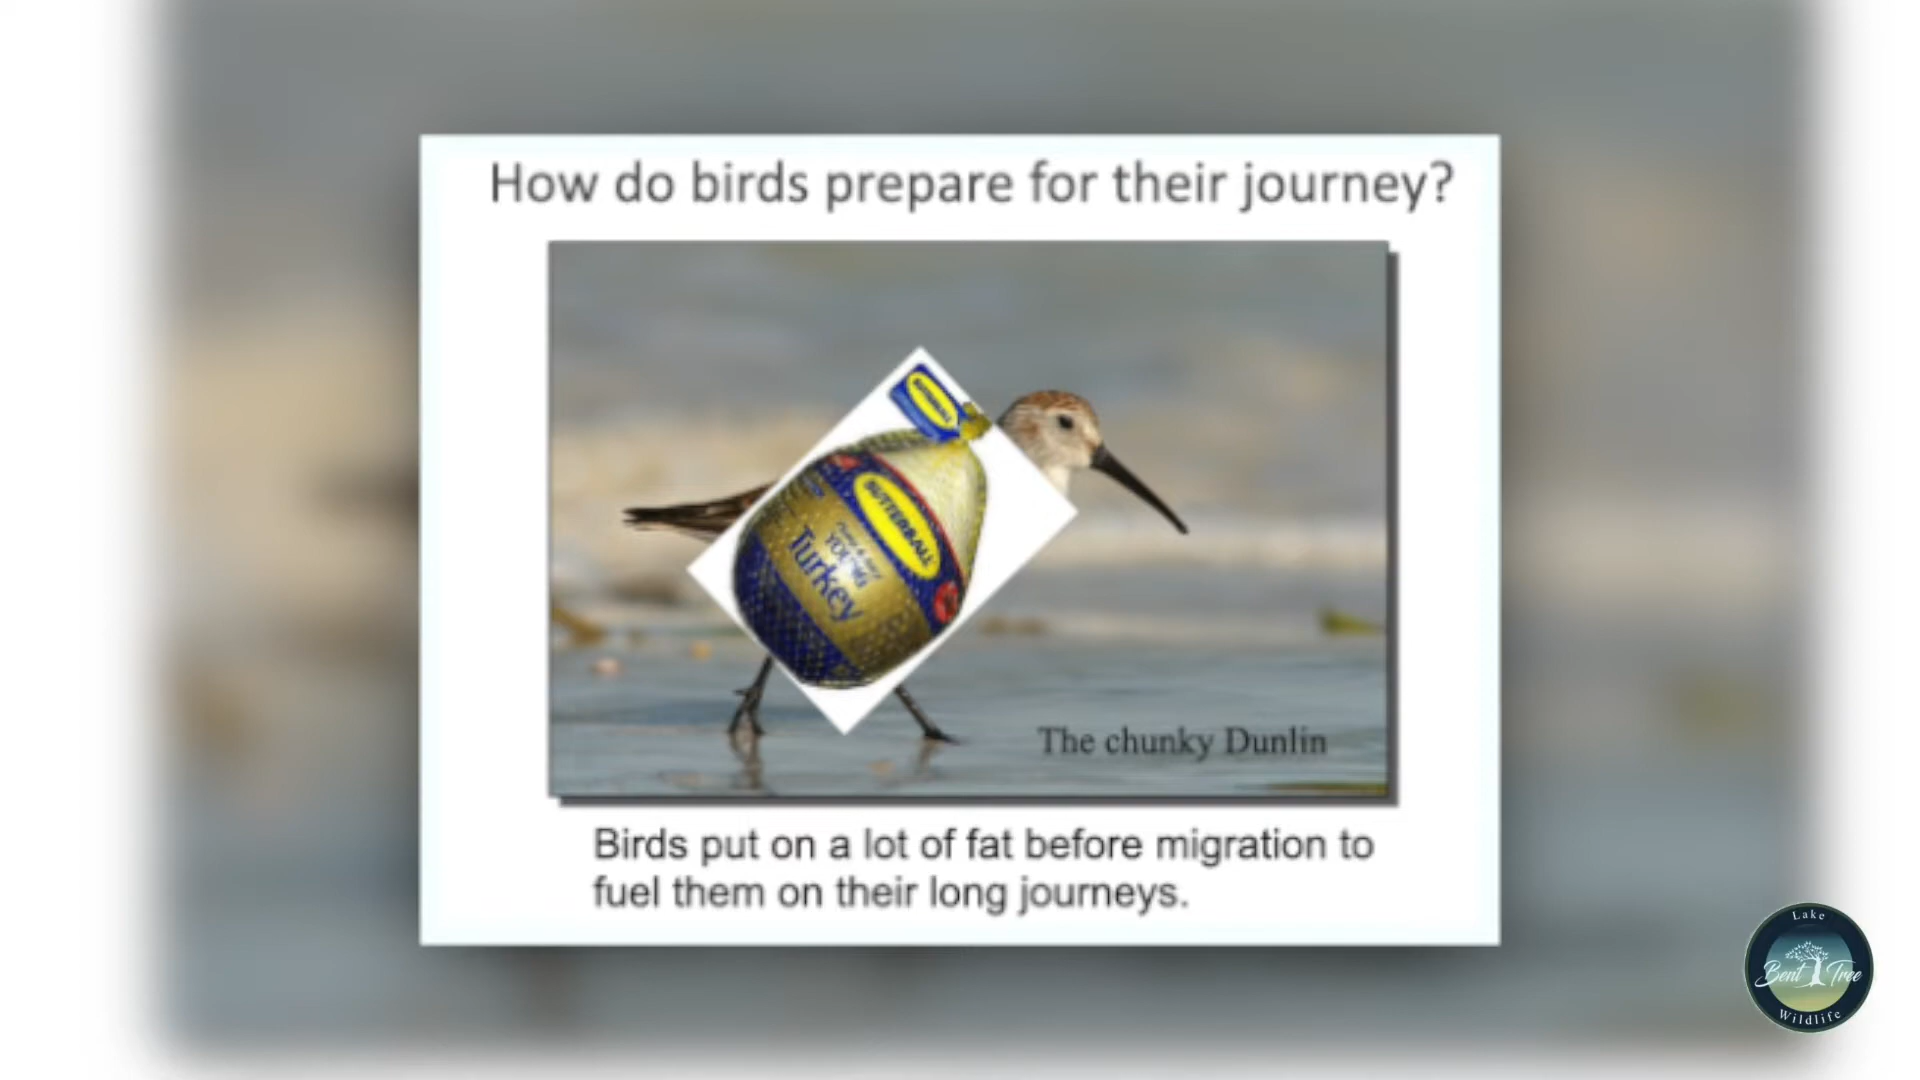 How do birds prepare for their journey?
BUTTERBALL
BUTTERBALL
YOUNG
Turkey
The chunky Dunlin
Birds put on a lot of fat before migration to
fuel them on their long journeys.
Lake
Bent Tree
Wildlife